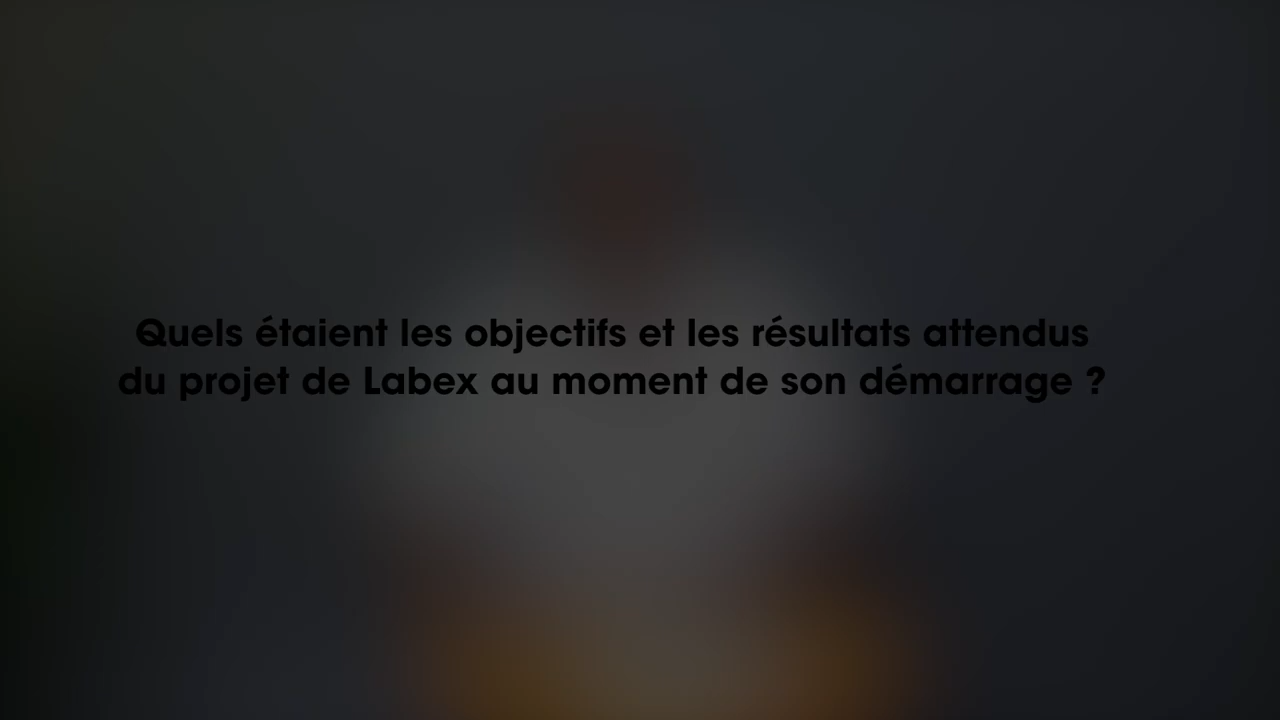 Quels étaient les objectifs et les résultats attendus
du projet de Labex au moment de son démarrage ?